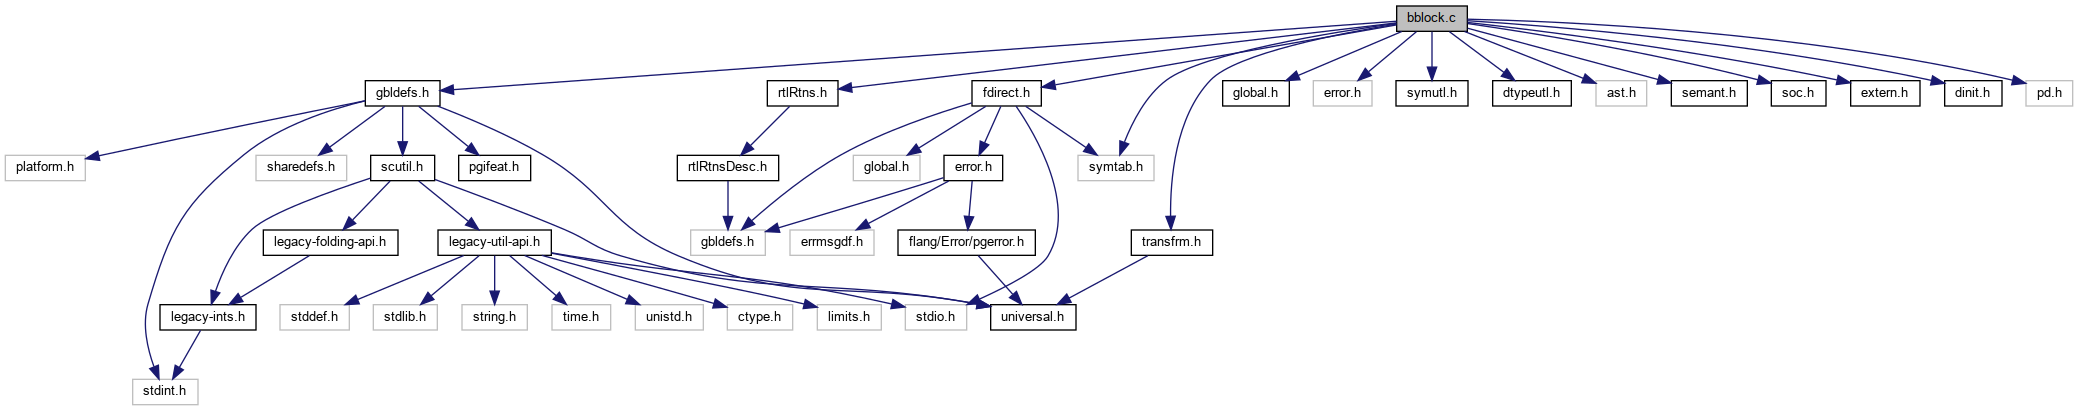 bblock.c
gbldefs.h
rtlRtns.h
fdirect.h
global.h
error.h
symutl.h
dtypeutl.h
ast.h
semant.h
soc.h
extern.h
dinit.h
pd.h
platform.h
sharedefs.h
scutil.h
pgifeat.h
rtlRtnsDesc.h
global.h
error.h
symtab.h
legacy-folding-api.h
legacy-util-api.h
gbldefs.h
errmsgdf.h
flang/Error/pgerror.h
transfrm.h
legacy-ints.h
stddef.h
stdlib.h
string.h
time.h
unistd.h
ctype.h
limits.h
stdio.h
universal.h
stdint.h